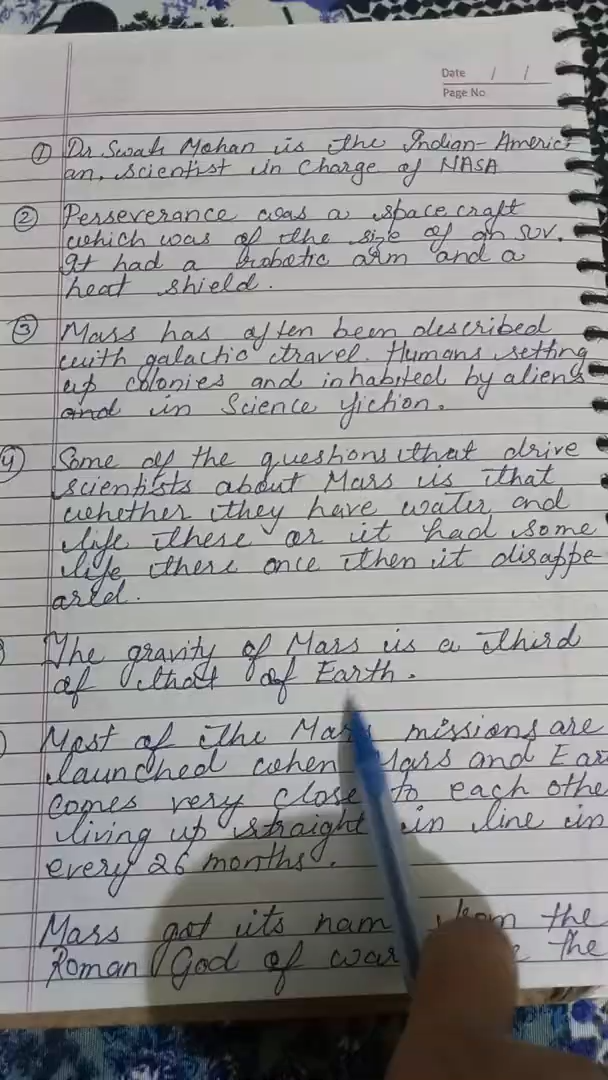 Date / /
Page No
① Dr Swati Mohan is the Indian-Americ-
an, scientist in Charge of NASA
② Perseverance was a spacecraft
which was of the size of an SUV.
It had a robotic arm and a
heat shield.
③ Mass has often been described
with galactic travel. Humans setting
up colonies and inhabited by aliens
and in Science fiction.
4) Some of the questions that drive
scientists about Mars is that
whether they have water and
life there or it had some
life there once then it disappe-
ared.
The gravity of Mars is a third
of that of Earth.
Most of the Mars missions are
launched when Mars and Ear
comes very close to each othe
living up straight in line in
every 26 months.
Mars got its nam from the
Roman God of war the